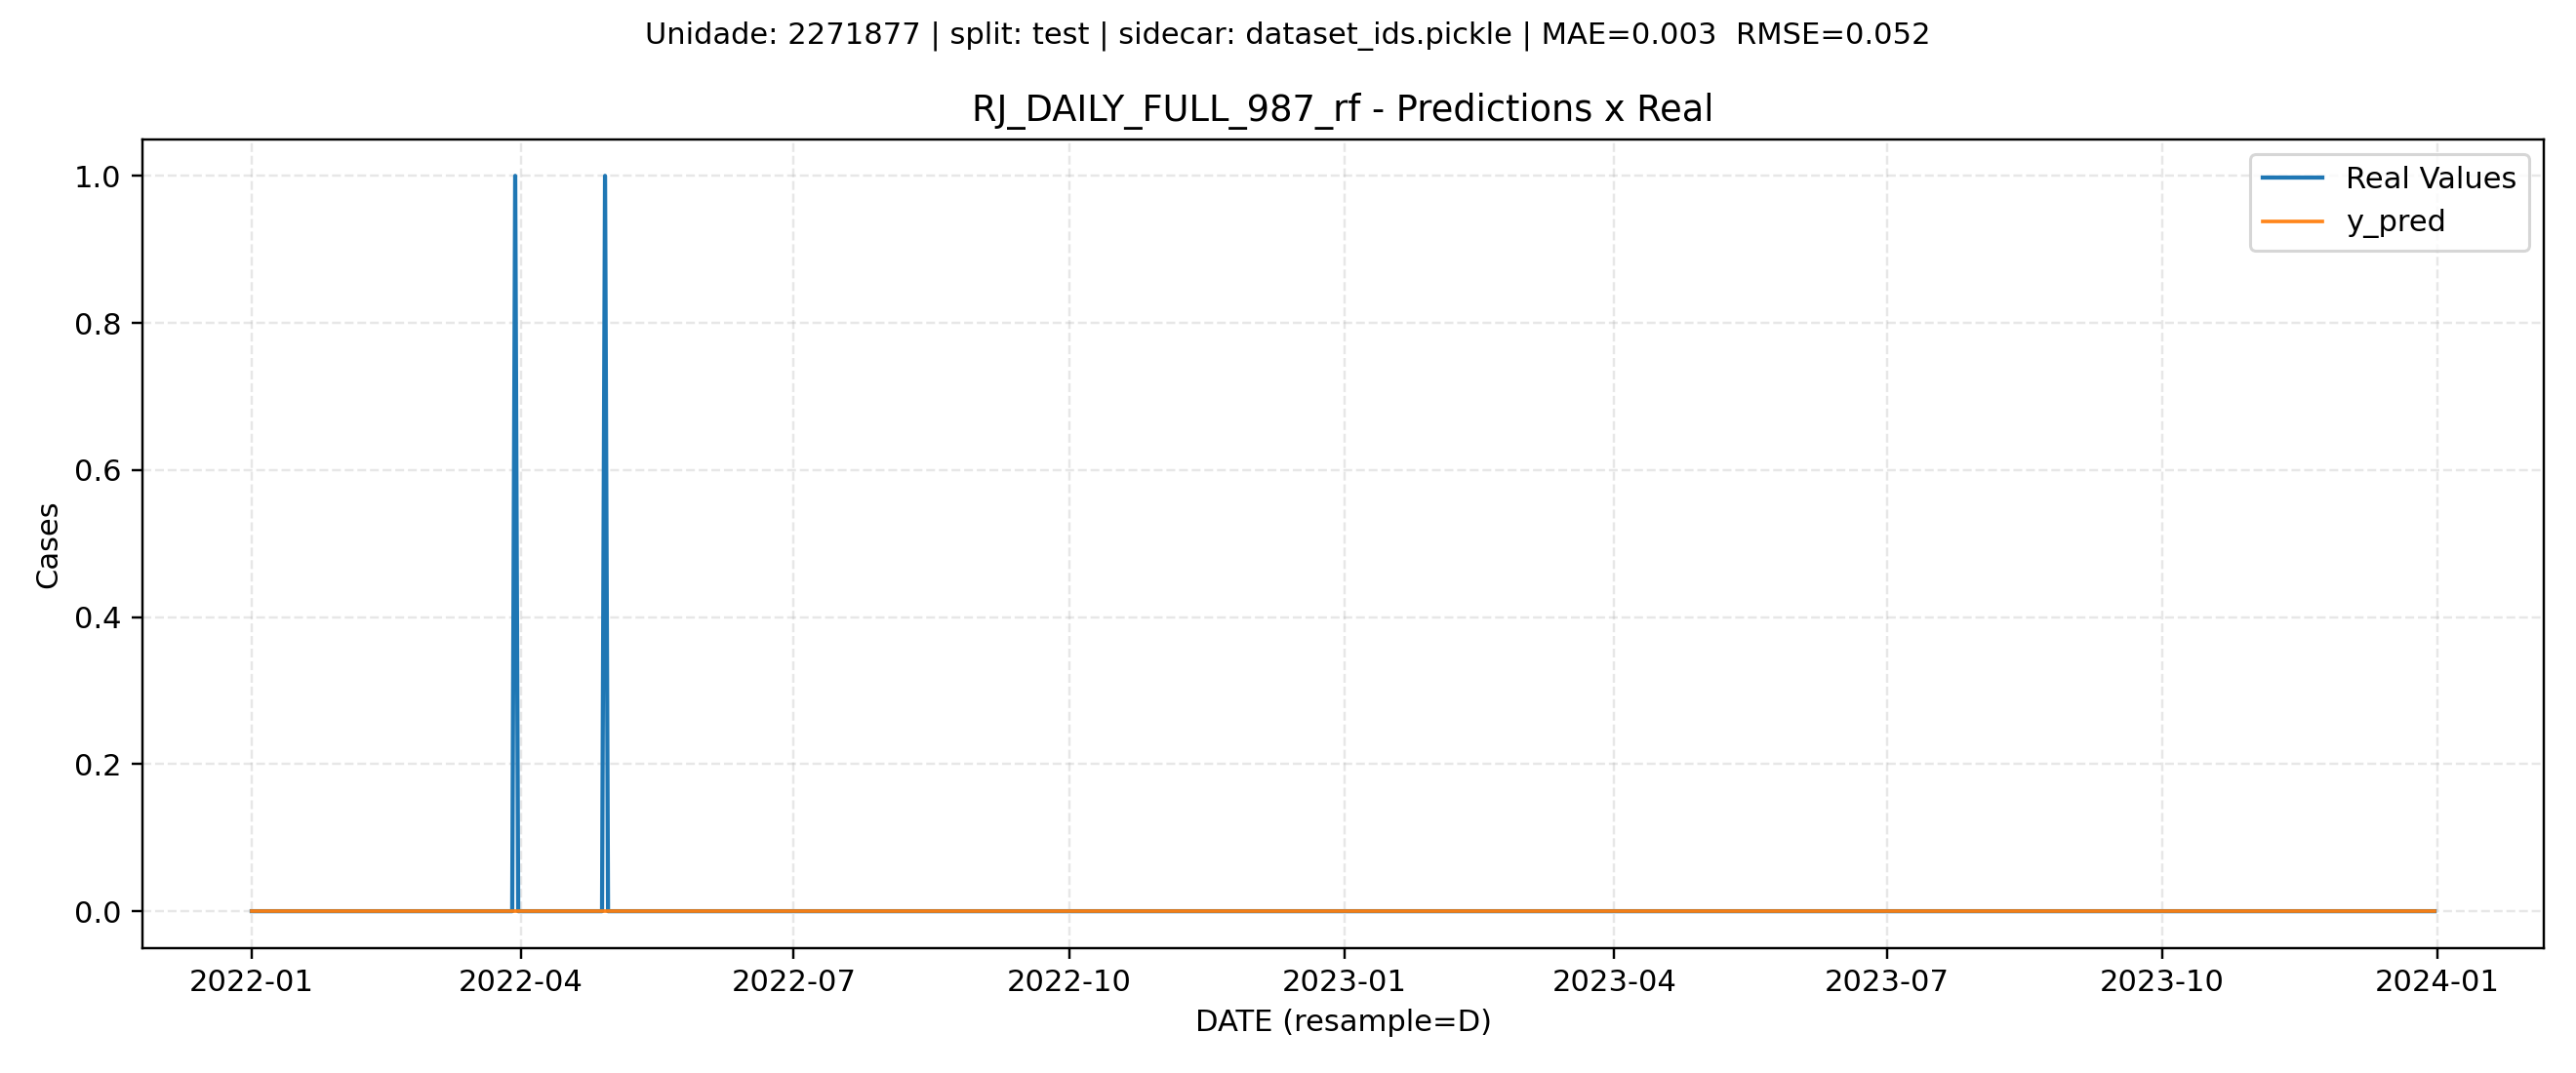 Unidade: 2271877 | split: test | sidecar: dataset_ids.pickle | MAE=0.003  RMSE=0.052
RJ_DAILY_FULL_987_rf - Predictions x Real
Real Values
y_pred
1.0
0.8
0.6
0.4
0.2
0.0
Cases
2022-01 2022-04 2022-07 2022-10 2023-01 2023-04 2023-07 2023-10 2024-01
DATE (resample=D)